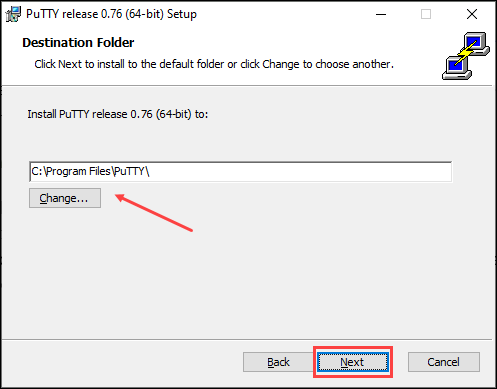 PuTTY release 0.76 (64-bit) Setup
Destination Folder
Click Next to install to the default folder or click Change to choose another.
Install PuTTY release 0.76 (64-bit) to:
C:\Program Files\PuTTY\
Change...
Back Next Cancel